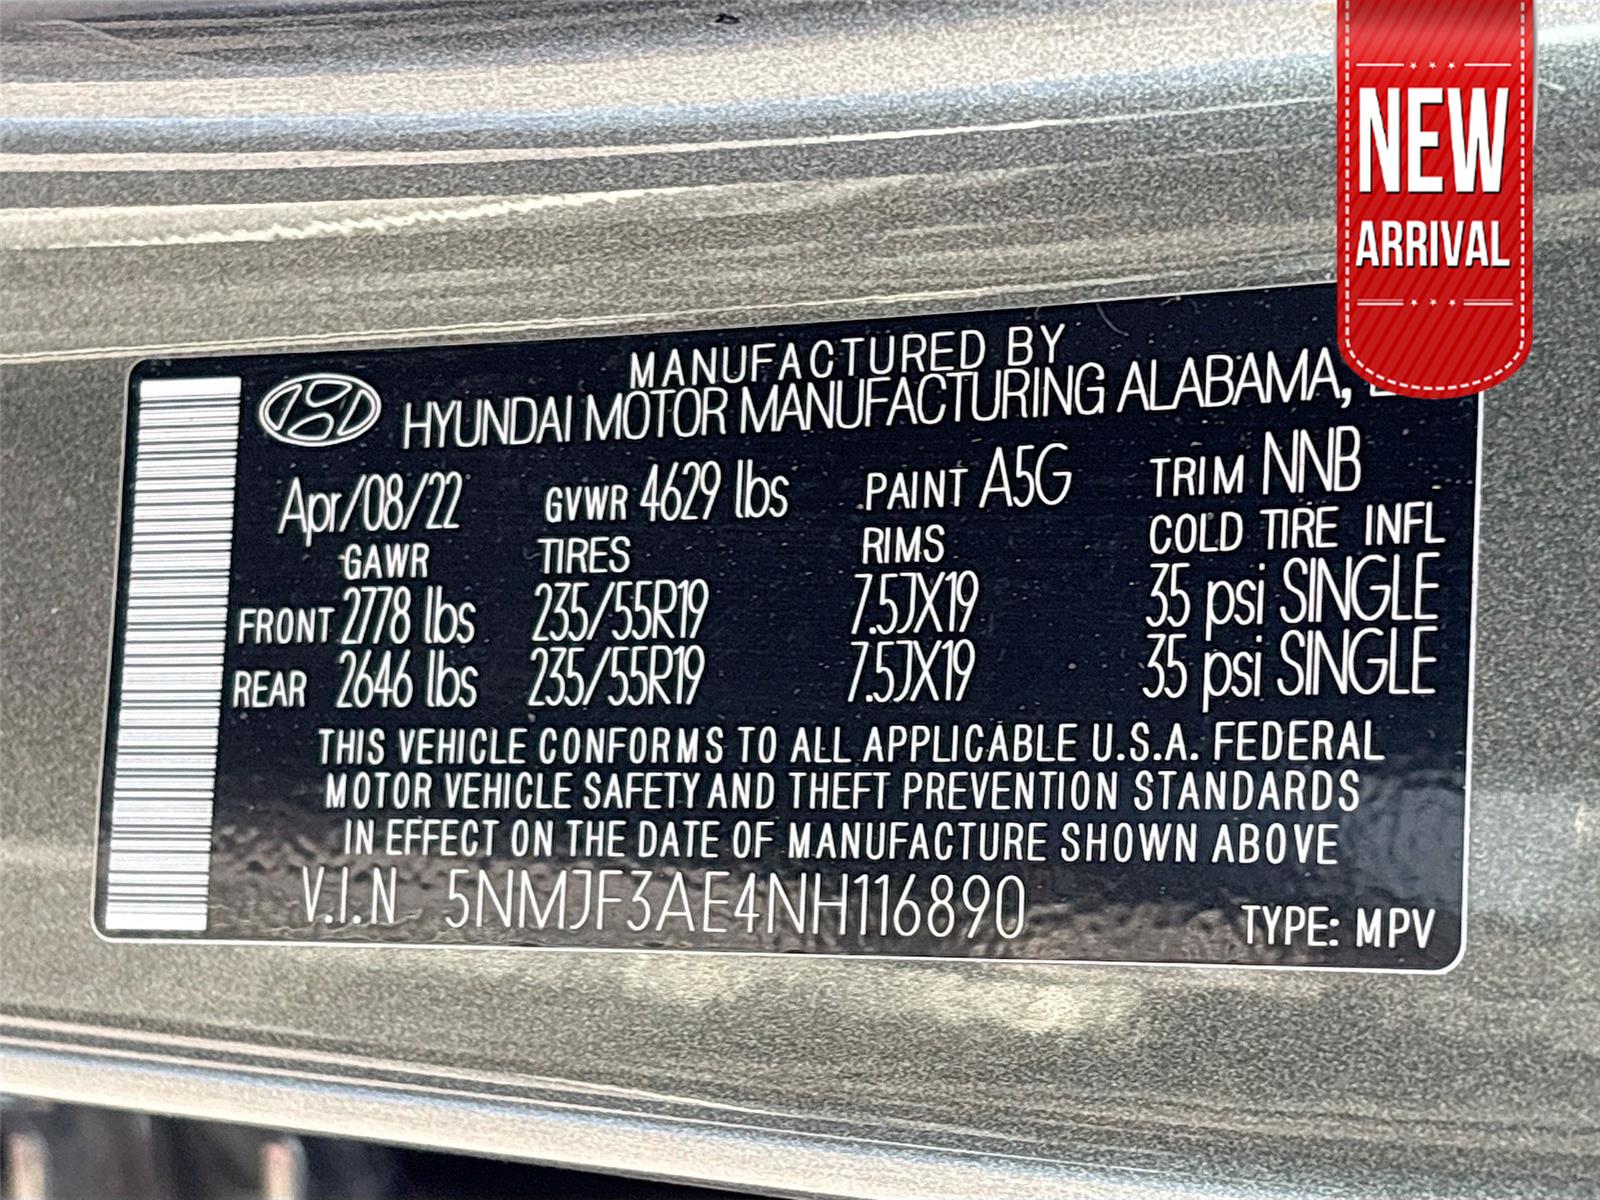 NEW
ARRIVAL
MANUFACTURED BY
HYUNDAI MOTOR MANUFACTURING ALABAMA,
Apr/08/22 GVWR 4629 lbs PAINT A5G TRIM NNB
GAWR TIRES RIMS COLD TIRE INFL
FRONT 2778 lbs 235/55R19 7.5JX19 35 psi SINGLE
REAR 2646 lbs 235/55R19 7.5JX19 35 psi SINGLE
THIS VEHICLE CONFORMS TO ALL APPLICABLE U.S.A. FEDERAL
MOTOR VEHICLE SAFETY AND THEFT PREVENTION STANDARDS
IN EFFECT ON THE DATE OF MANUFACTURE SHOWN ABOVE
V.I.N 5NMJF3AE4NH116890 TYPE: MPV